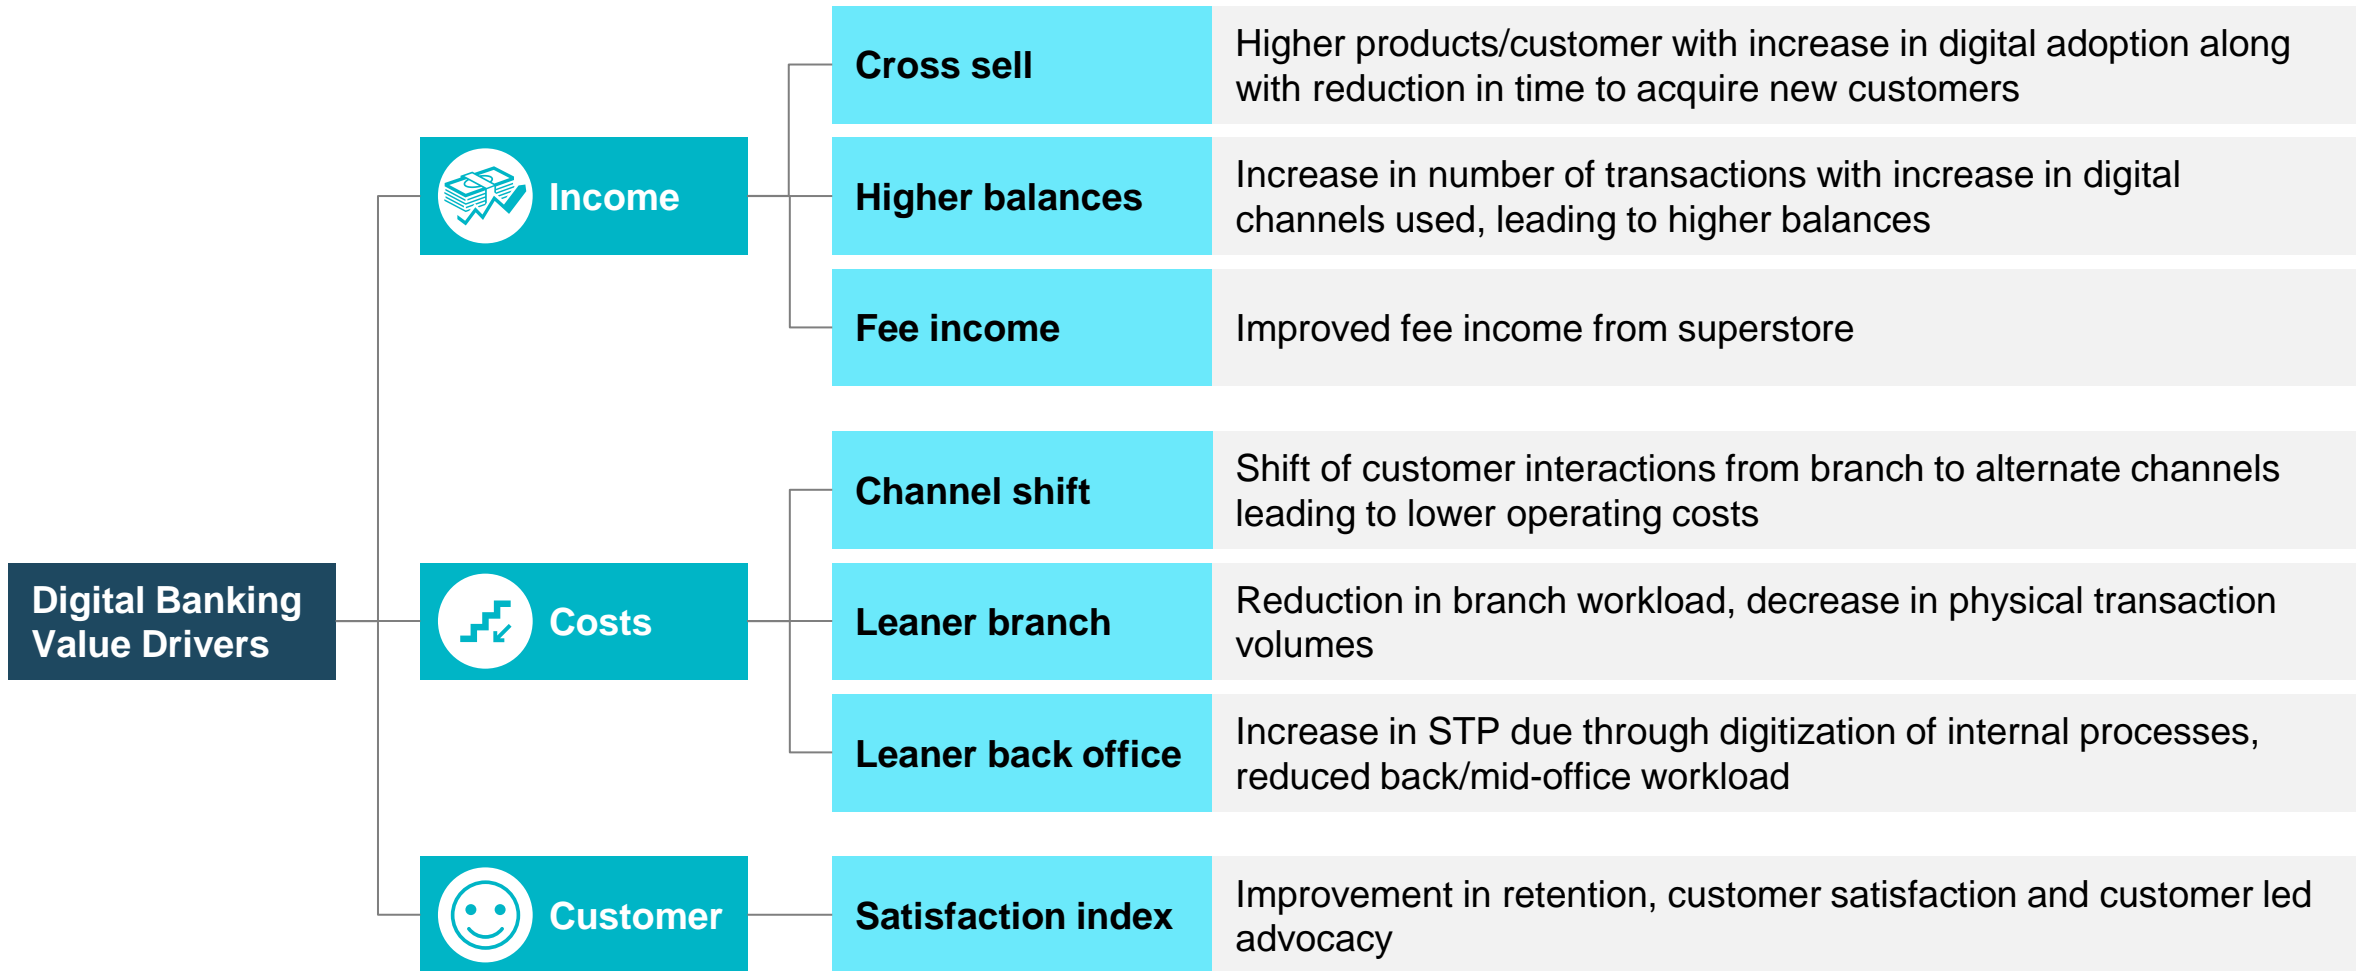 Digital Banking
Value Drivers
Income
Cross sell
Higher products/customer with increase in digital adoption along
with reduction in time to acquire new customers
Higher balances
Increase in number of transactions with increase in digital
channels used, leading to higher balances
Fee income
Improved fee income from superstore
Costs
Channel shift
Shift of customer interactions from branch to alternate channels
leading to lower operating costs
Leaner branch
Reduction in branch workload, decrease in physical transaction
volumes
Leaner back office
Increase in STP due through digitization of internal processes,
reduced back/mid-office workload
Customer
Satisfaction index
Improvement in retention, customer satisfaction and customer led
advocacy